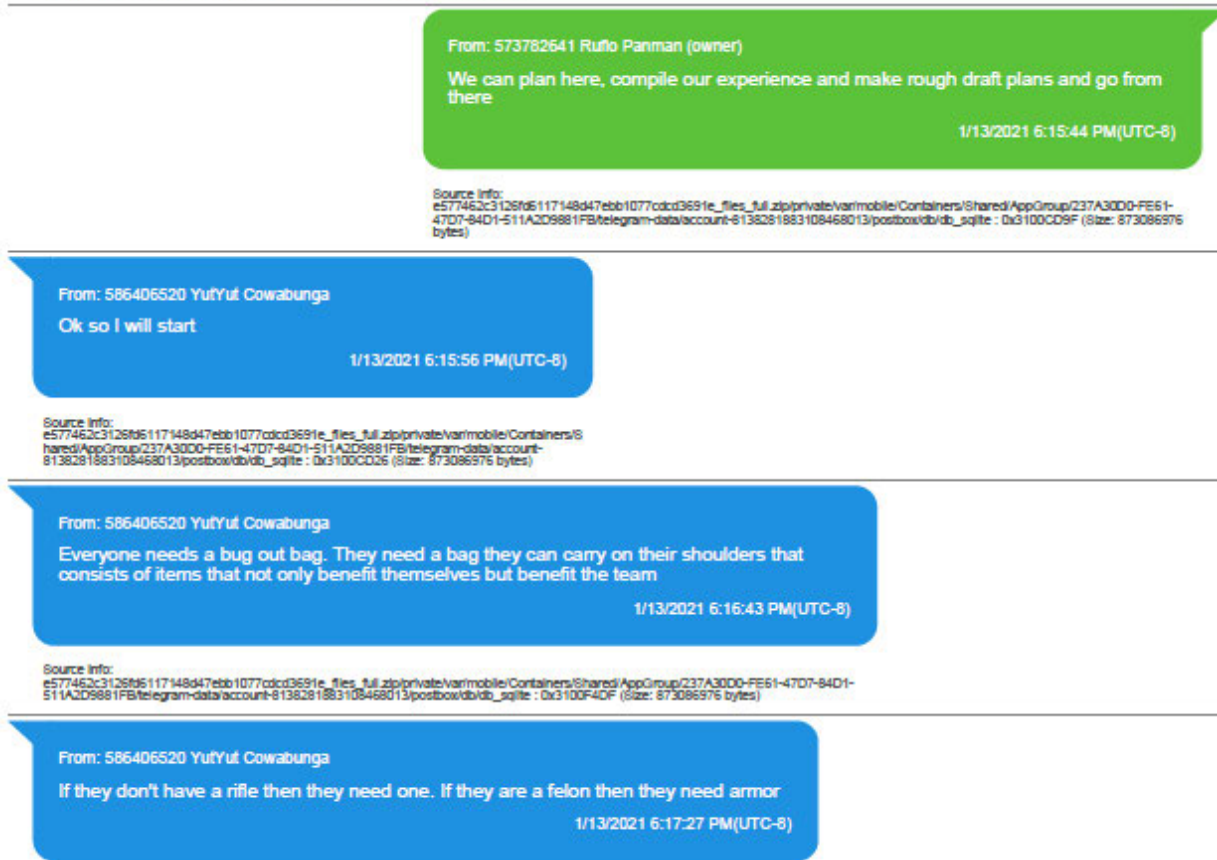 From: 573782641 Rufio Panman (owner)
We can plan here, compile our experience and make rough draft plans and go from
there
1/13/2021 6:15:44 PM(UTC-8)
Source Info:
e577462c3126fd6117148d47ebb1077cdcd3691e_files_full.zip/private/var/mobile/Containers/Shared/AppGroup/237A30D0-FE61-
47D7-84D1-511A2D9881FB/telegram-data/account-8138281883108468013/postbox/db/db_sqlite : 0x3100CD9F (Size: 873086976
bytes)
From: 586406520 YutYut Cowabunga
Ok so I will start
1/13/2021 6:15:56 PM(UTC-8)
Source Info:
e577462c3126fd6117148d47ebb1077cdcd3691e_files_full.zip/private/var/mobile/Containers/S
hared/AppGroup/237A30D0-FE61-47D7-84D1-511A2D9881FB/telegram-data/account-
8138281883108468013/postbox/db/db_sqlite : 0x3100CD26 (Size: 873086976 bytes)
From: 586406520 YutYut Cowabunga
Everyone needs a bug out bag. They need a bag they can carry on their shoulders that
consists of items that not only benefit themselves but benefit the team
1/13/2021 6:16:43 PM(UTC-8)
Source Info:
e577462c3126fd6117148d47ebb1077cdcd3691e_files_full.zip/private/var/mobile/Containers/Shared/AppGroup/237A30D0-FE61-47D7-84D1-
511A2D9881FB/telegram-data/account-8138281883108468013/postbox/db/db_sqlite : 0x3100F4DF (Size: 873086976 bytes)
From: 586406520 YutYut Cowabunga
If they don't have a rifle then they need one. If they are a felon then they need armor
1/13/2021 6:17:27 PM(UTC-8)